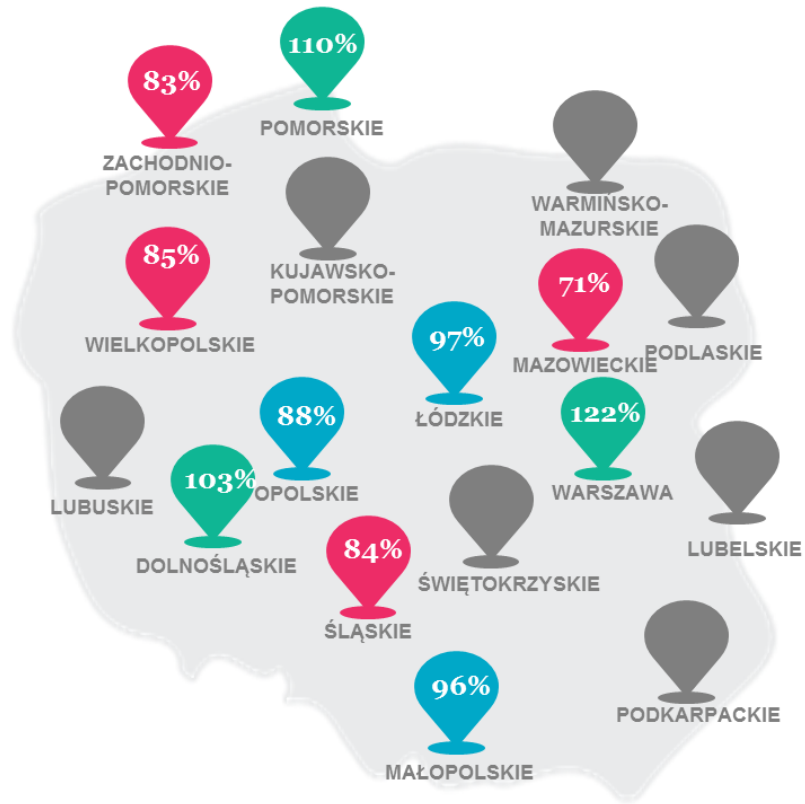 110%
POMORSKIE
83%
ZACHODNIO-
POMORSKIE
WARMIŃSKO-
MAZURSKIE
KUJAWSKO-
POMORSKIE
85%
WIELKOPOLSKIE
71%
MAZOWIECKIE
PODLASKIE
97%
ŁÓDZKIE
88%
OPOLSKIE
122%
WARSZAWA
LUBUSKIE
103%
DOLNOŚLĄSKIE
LUBELSKIE
84%
ŚLĄSKIE
ŚWIĘTOKRZYSKIE
96%
MAŁOPOLSKIE
PODKARPACKIE